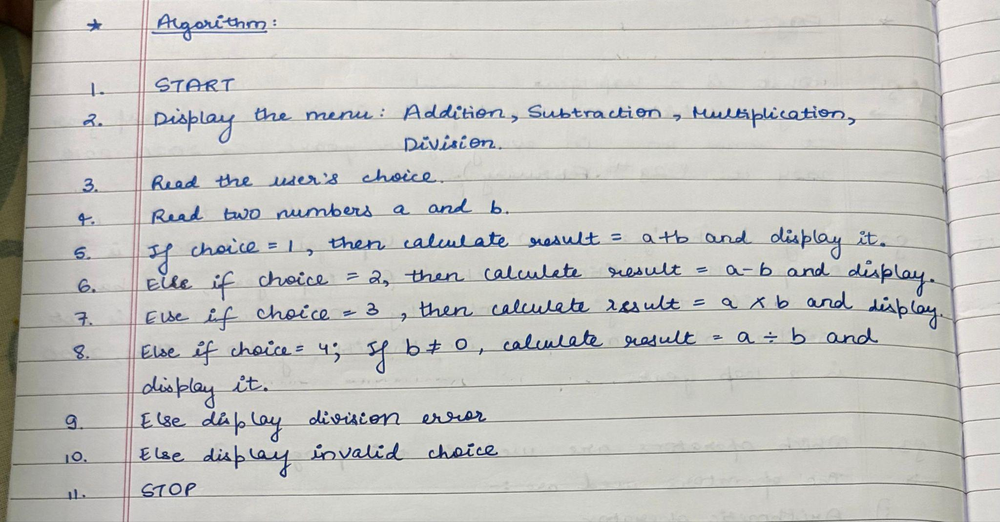 * Algorithm:
1. START
2. Display the menu: Addition, Subtraction, Multiplication,
Division.
3. Read the user's choice.
4. Read two numbers a and b.
5. If choice = 1, then calculate result = a+b and display it.
6. Else if choice = 2, then calculate result = a-b and display.
7. Else if choice = 3, then calculate result = a × b and display.
8. Else if choice = 4; If b ≠ 0, calculate result = a ÷ b and
display it.
9. Else display division error
10. Else display invalid choice
11. STOP